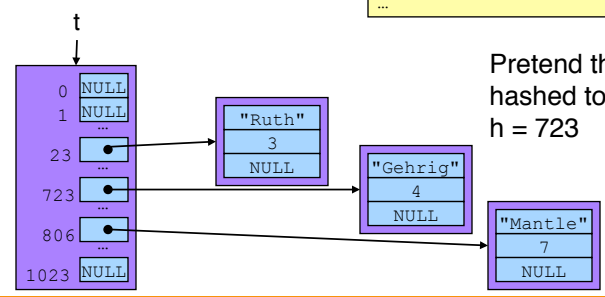 …
t
0 NULL
1 NULL
…
23
…
723
…
806
…
1023 NULL
"Ruth"
3
NULL
"Gehrig"
4
NULL
"Mantle"
7
NULL
Pretend
hashed to
h = 723